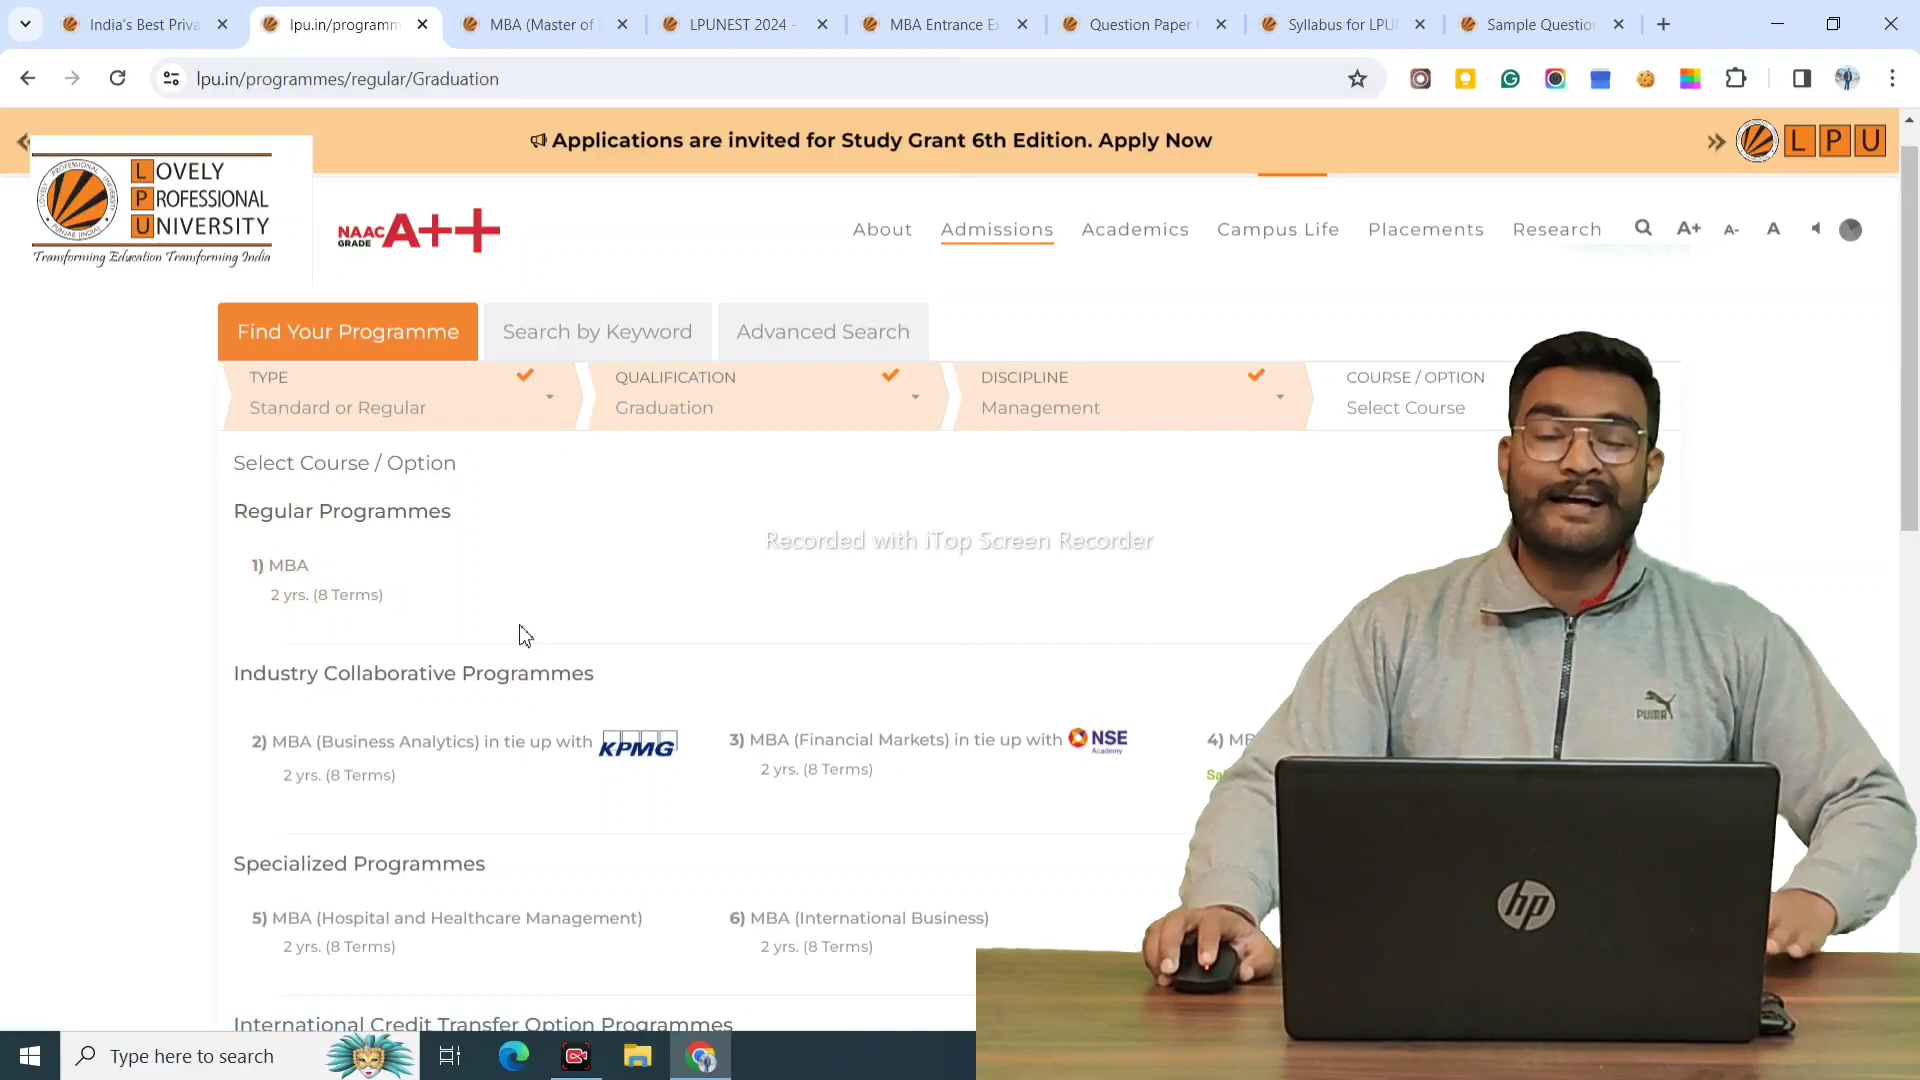 India's Best Priva
lpu.in/programm
MBA (Master of
LPUNEST 2024 -
MBA Entrance Ex
Question Paper
Syllabus for LPU
Sample Question
lpu.in/programmes/regular/Graduation
Applications are invited for Study Grant 6th Edition. Apply Now
L P U
LOVELY
PROFESSIONAL
UNIVERSITY
Transforming Education Transforming India
NAAC
GRADE
A++
About
Admissions
Academics
Campus Life
Placements
Research
A+
A-
A
Find Your Programme
Search by Keyword
Advanced Search
TYPE
Standard or Regular
QUALIFICATION
Graduation
DISCIPLINE
Management
COURSE / OPTION
Select Course
Select Course / Option
Regular Programmes
Recorded with iTop Screen Recorder
1) MBA
2 yrs. (8 Terms)
Industry Collaborative Programmes
2) MBA (Business Analytics) in tie up with KPMG
2 yrs. (8 Terms)
3) MBA (Financial Markets) in tie up with NSE
Academy
2 yrs. (8 Terms)
4) MB
Specialized Programmes
5) MBA (Hospital and Healthcare Management)
2 yrs. (8 Terms)
6) MBA (International Business)
2 yrs. (8 Terms)
International Credit Transfer Option Programmes
PUMA
hp
Type here to search